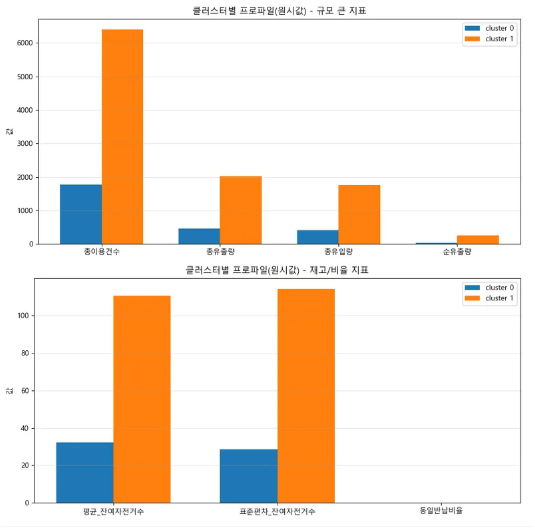 클러스터별 프로파일(원시값) - 규모 큰 지표
cluster 0
cluster 1
값
6000
5000
4000
3000
2000
1000
0
총이용건수 총유출량 총유입량 순유출량
클러스터별 프로파일(원시값) - 재고/비율 지표
cluster 0
cluster 1
값
100
80
60
40
20
0
평균_잔여자전거수 표준편차_잔여자전거수 동일반납비율